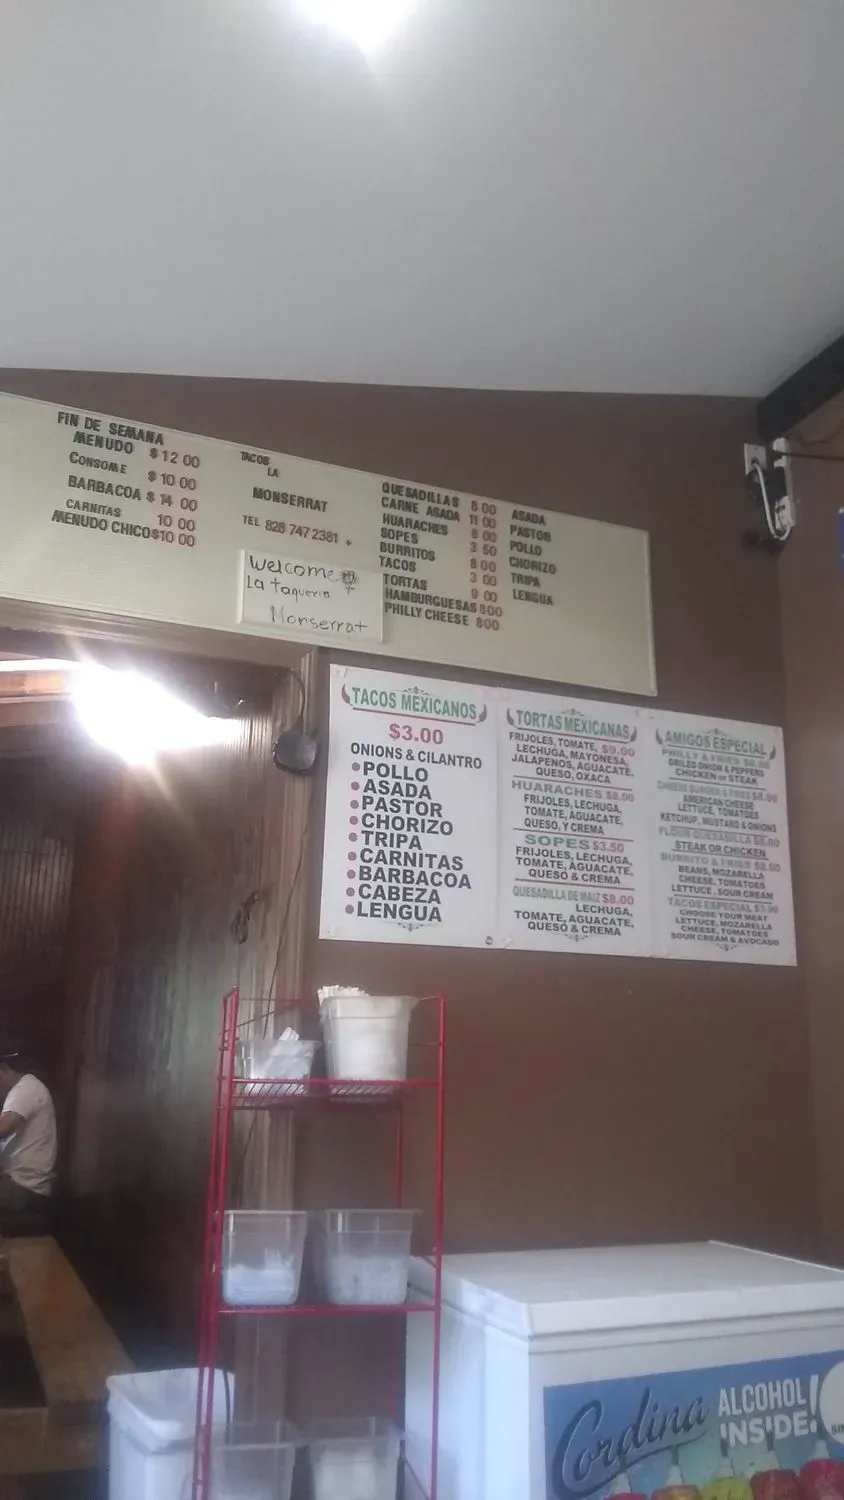 FIN DE SEMANA
MENUDO $12 00
CONSOME $10 00
BARBACOA $14 00
CARNITAS 10 00
MENUDO CHICO $10 00
TACOS
LA
MONSERRAT
TEL 828 747 2381
Welcome
La taqueria
Monserrat
QUESADILLAS 8 00
CARNE ASADA 11 00
HUARACHES 8 00
SOPES 3 50
BURRITOS 8 00
TACOS 3 00
TORTAS 9 00
HAMBURGUESAS 8 00
PHILLY CHEESE 8 00
ASADA
PASTOR
POLLO
CHORIZO
TRIPA
LENGUA
TACOS MEXICANOS
$3.00
ONIONS & CILANTRO
• POLLO
• ASADA
• PASTOR
• CHORIZO
• TRIPA
• CARNITAS
• BARBACOA
• CABEZA
• LENGUA
TORTAS MEXICANAS
FRIJOLES, TOMATE, $9.00
LECHUGA, MAYONESA,
JALAPENOS, AGUACATE,
QUESO, OXACA
HUARACHES $8.00
FRIJOLES, LECHUGA,
TOMATE, AGUACATE,
QUESO, Y CREMA
SOPES $3.50
FRIJOLES, LECHUGA,
TOMATE, AGUACATE,
QUESO & CREMA
QUESADILLA DE MAIZ $8.00
LECHUGA,
TOMATE, AGUACATE,
QUESO & CREMA
AMIGOS ESPECIAL
PHILLY & FRIES $8.00
GRILED ONION & PEPPERS
CHICKEN or STEAK
CHEESE BURGER & FRIES $8.00
AMERICAN CHEESE
LETTUCE, TOMATOES
KETCHUP, MUSTARD & ONIONS
FLOUR QUESADILLA $8.00
STEAK OR CHICKEN
BURRITO & FRIES $8.00
BEANS, MOZARELLA
CHEESE, TOMATOES
LETTUCE, SOUR CREAM
TACOS ESPECIAL $3.00
CHOOSE YOUR MEAT
LETTUCE, MOZARELLA
CHEESE, TOMATOES
SOUR CREAM & AVOCADO
Cordina
ALCOHOL
INSIDE!